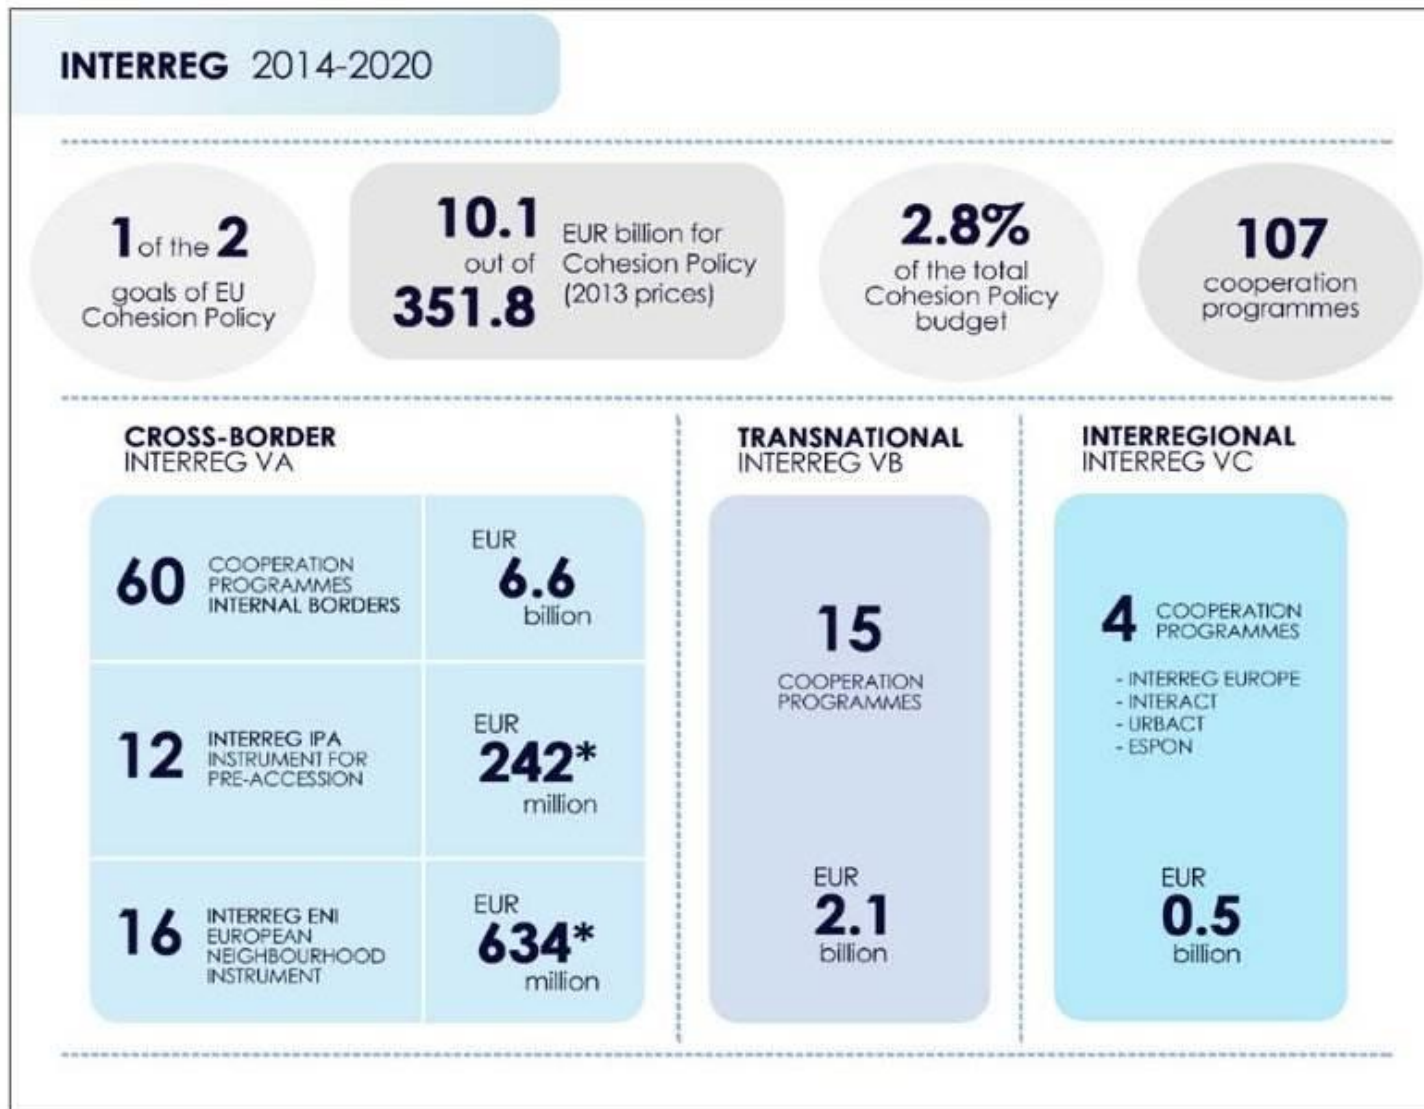 INTERREG 2014-2020
1 of the 2
goals of EU
Cohesion Policy
10.1
out of
351.8
EUR billion for
Cohesion Policy
(2013 prices)
2.8%
of the total
Cohesion Policy
budget
107
cooperation
programmes
CROSS-BORDER
INTERREG VA
60
COOPERATION
PROGRAMMES
INTERNAL BORDERS
EUR
6.6
billion
12
INTERREG IPA
INSTRUMENT FOR
PRE-ACCESSION
EUR
242*
million
16
INTERREG ENI
EUROPEAN
NEIGHBOURHOOD
INSTRUMENT
EUR
634*
million
TRANSNATIONAL
INTERREG VB
15
COOPERATION
PROGRAMMES
EUR
2.1
billion
INTERREGIONAL
INTERREG VC
4
COOPERATION
PROGRAMMES
- INTERREG EUROPE
- INTERACT
- URBACT
- ESPON
EUR
0.5
billion